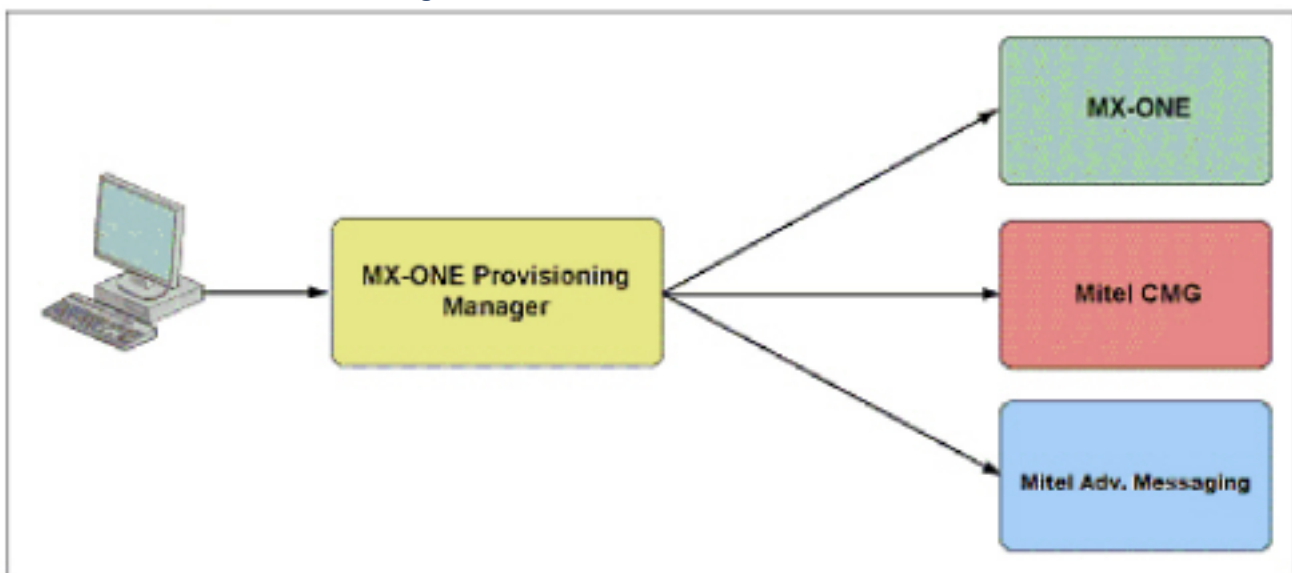 MX-ONE Provisioning
Manager
MX-ONE
Mitel CMG
Mitel Adv. Messaging